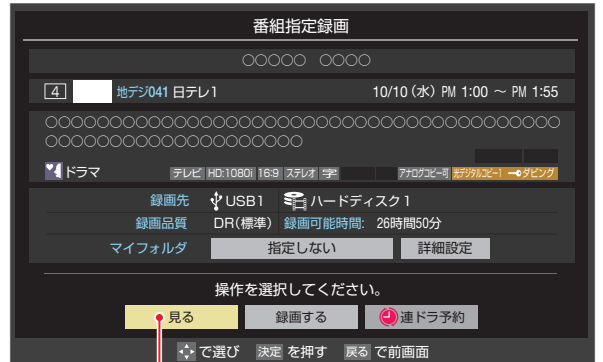 番組指定録画
○○○○○ ○○○○
4 地デジ041 日テレ1 10/10 (水) PM 1:00 ～ PM 1:55
○○○○○○○○○○○○○○○○○○○○○○○○○○○○○○○○○○○○○○○○
○○○○○○○○○○○○○○○○○○○○
ドラマ テレビ HD:1080i 16:9 ステレオ 字 アナログコピー可 光デジタルコピー1 ダビング
録画先 USB1 ハードディスク1
録画品質 DR(標準) 録画可能時間: 26時間50分
マイフォルダ 指定しない 詳細設定
操作を選択してください。
見る 録画する 連ドラ予約
で選び 決定 を押す 戻る で前画面